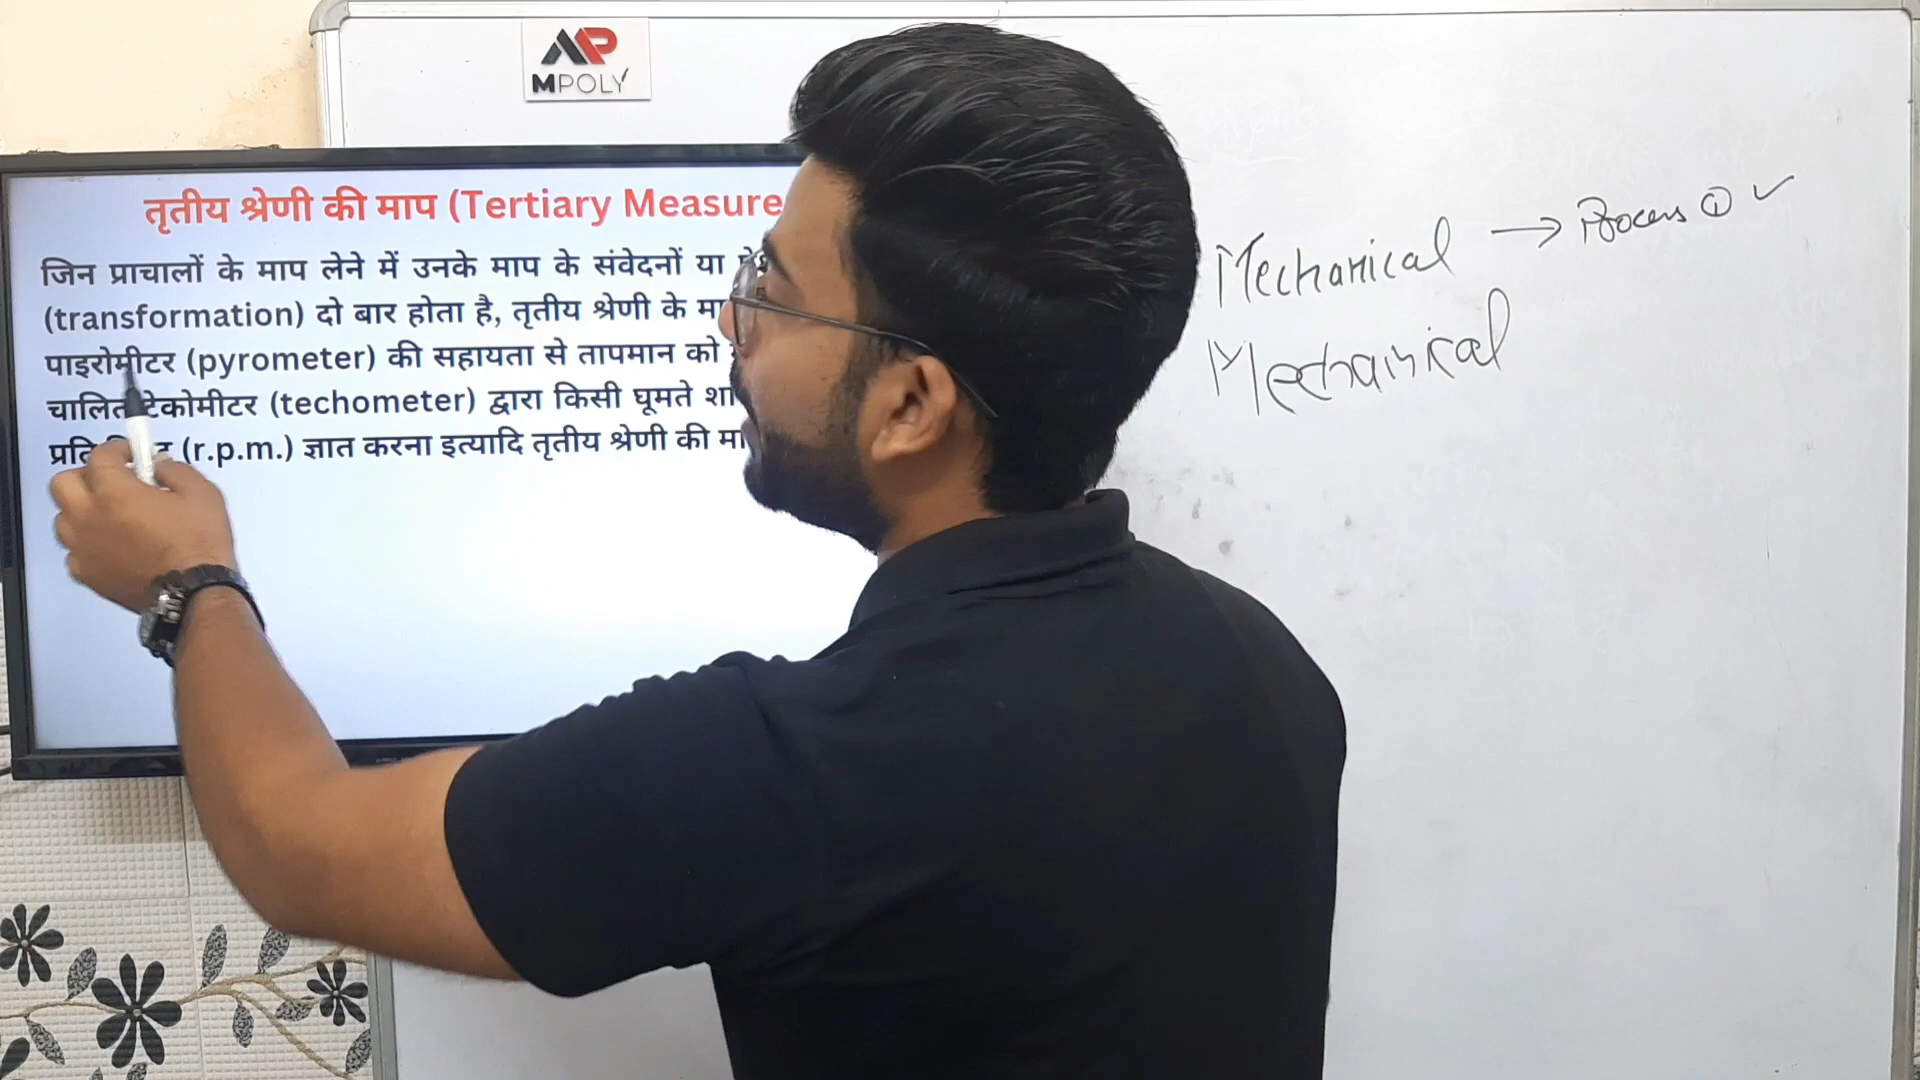 MPOLY
तृतीय श्रेणी की माप (Tertiary Measure
जिन प्राचालों के माप लेने में उनके माप के संवेदनों या
(transformation) दो बार होता है, तृतीय श्रेणी के
पाइरोमीटर (pyrometer) की सहायता से तापमान को
चालित टेकोमीटर (techometer) द्वारा किसी घूमते
(r.p.m.) ज्ञात करना इत्यादि तृतीय श्रेणी की
Mechanical → Process ① ✓
Mechanical